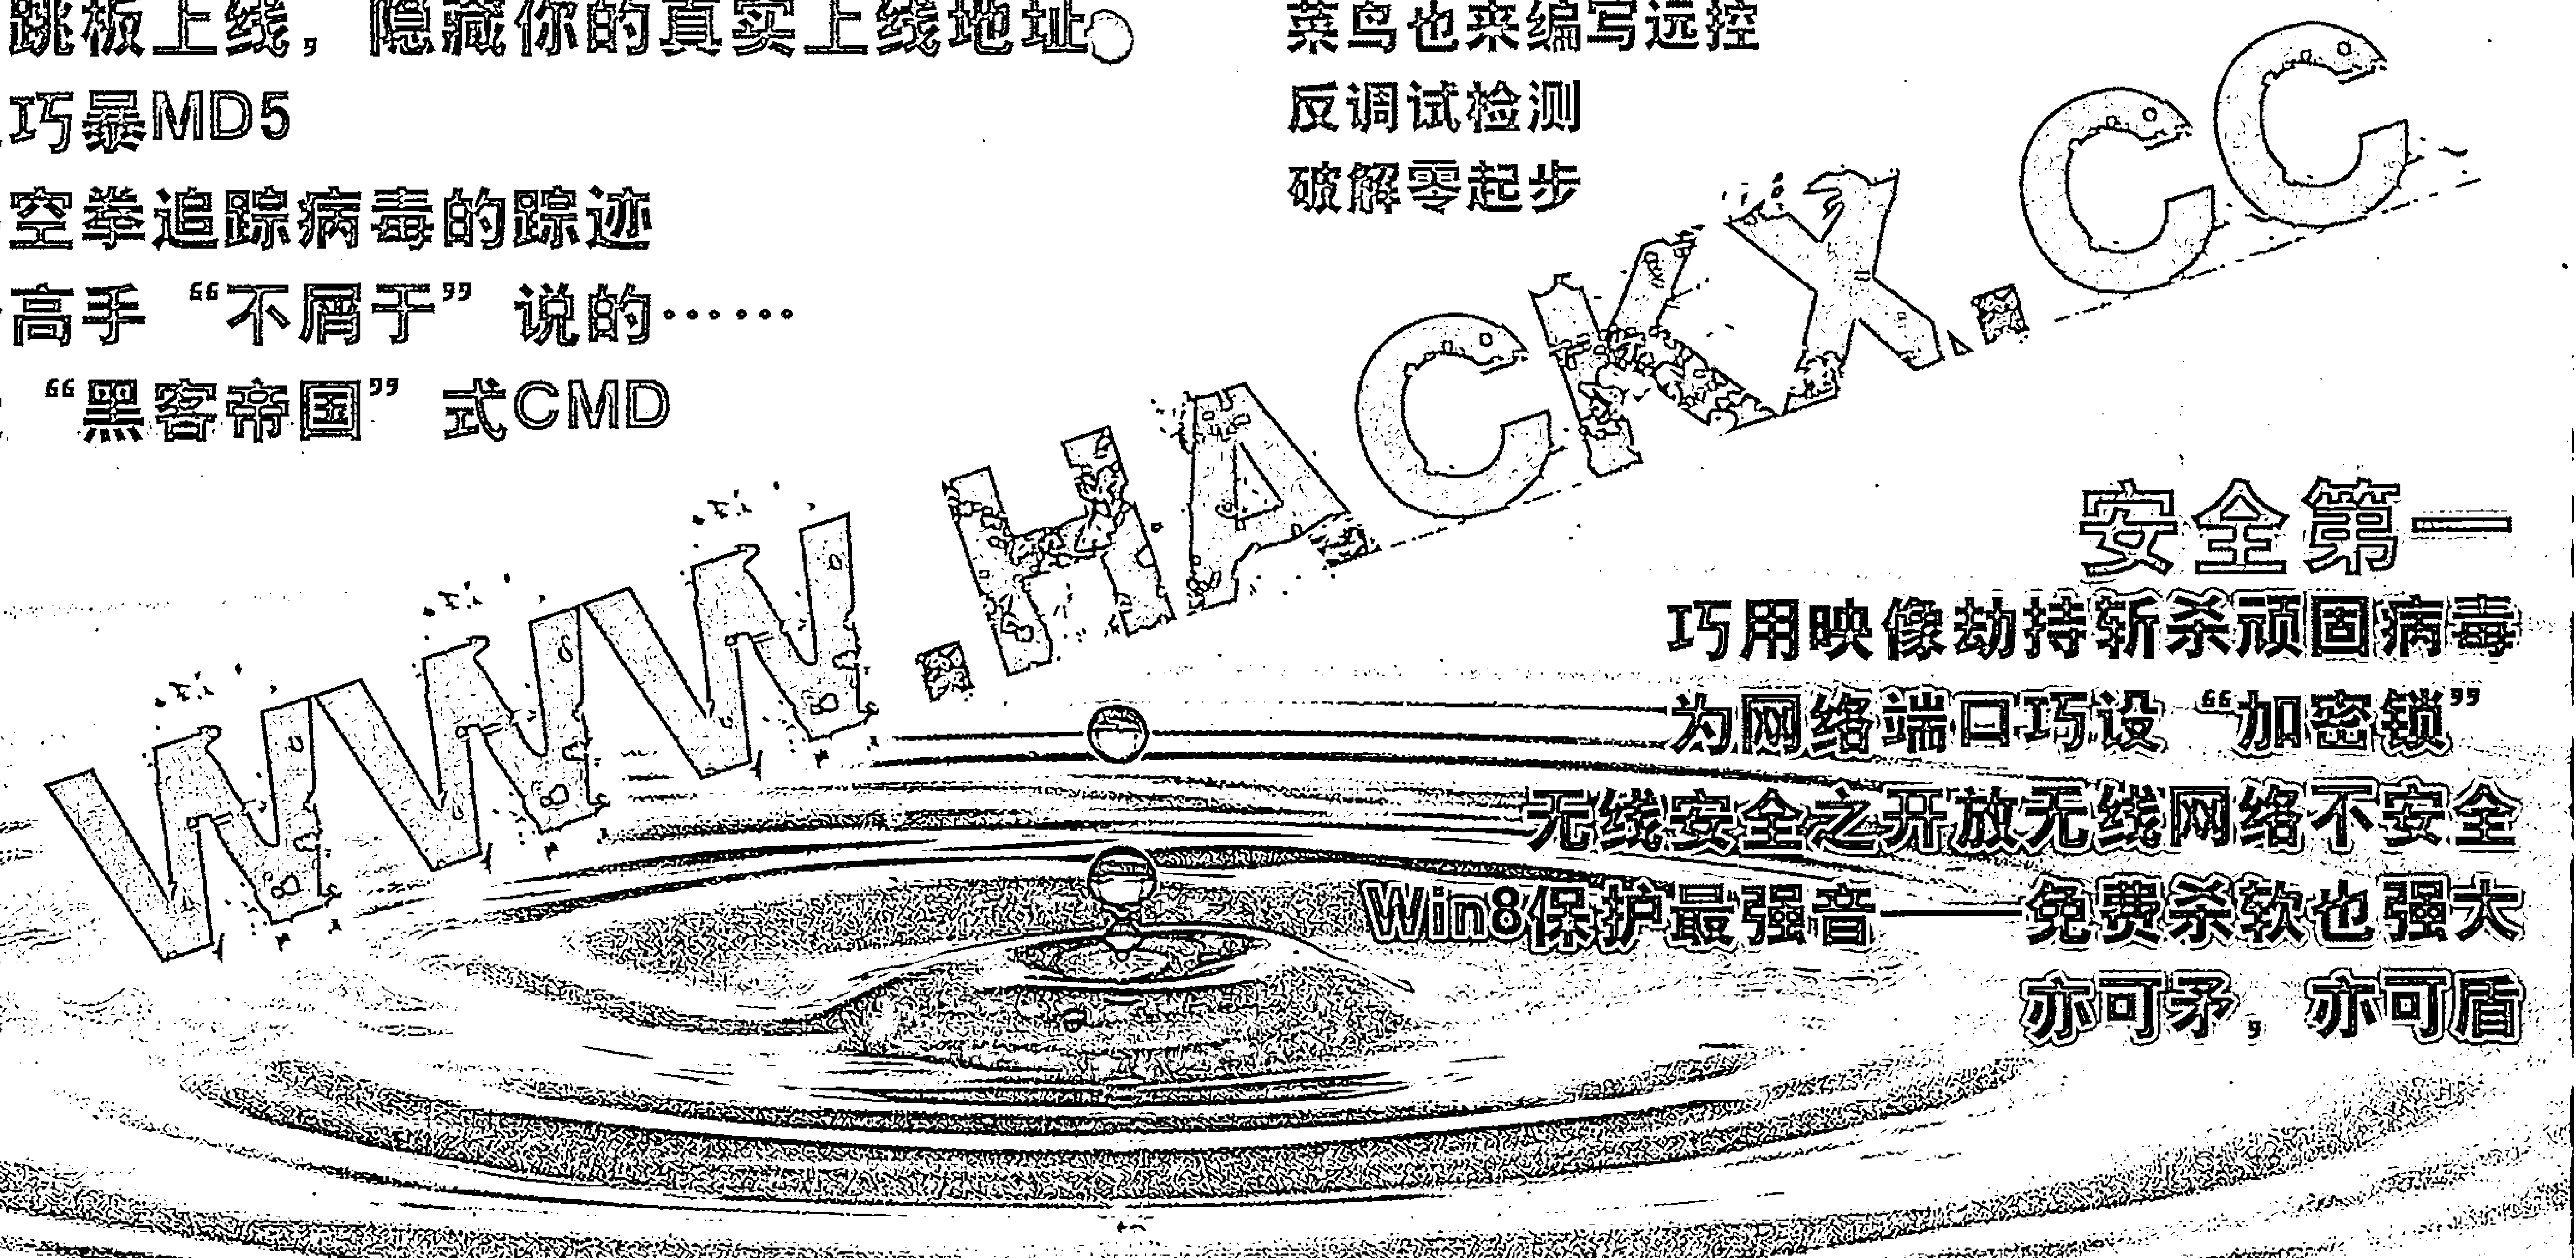 跳板上线，隐藏你的真实上线地址。
巧暴MD5
空拳追踪病毒的踪迹
高手“不屑于”说的……
“黑客帝国”式CMD
菜鸟也来编写远控
反调试检测
破解零起步
WWW.HACKX.CC
安全第一
巧用映像劫持斩杀顽固病毒
为网络端口巧设“加密锁”
无线安全之开放无线网络不安全
Win8保护最强音——免费杀软也强大
亦可矛，亦可盾